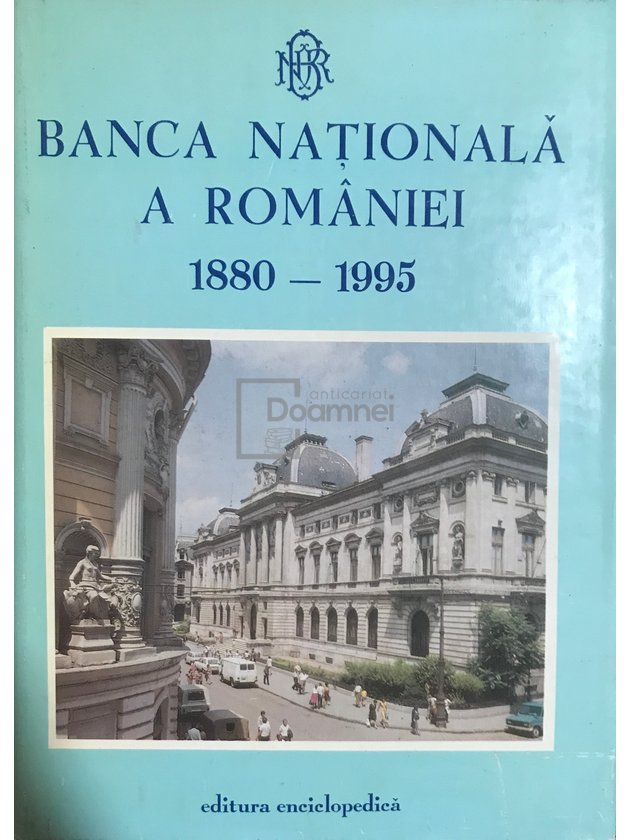 BNR
BANCA NAȚIONALĂ
A ROMÂNIEI
1880 — 1995
anticariat
Doamnei
editura enciclopedică